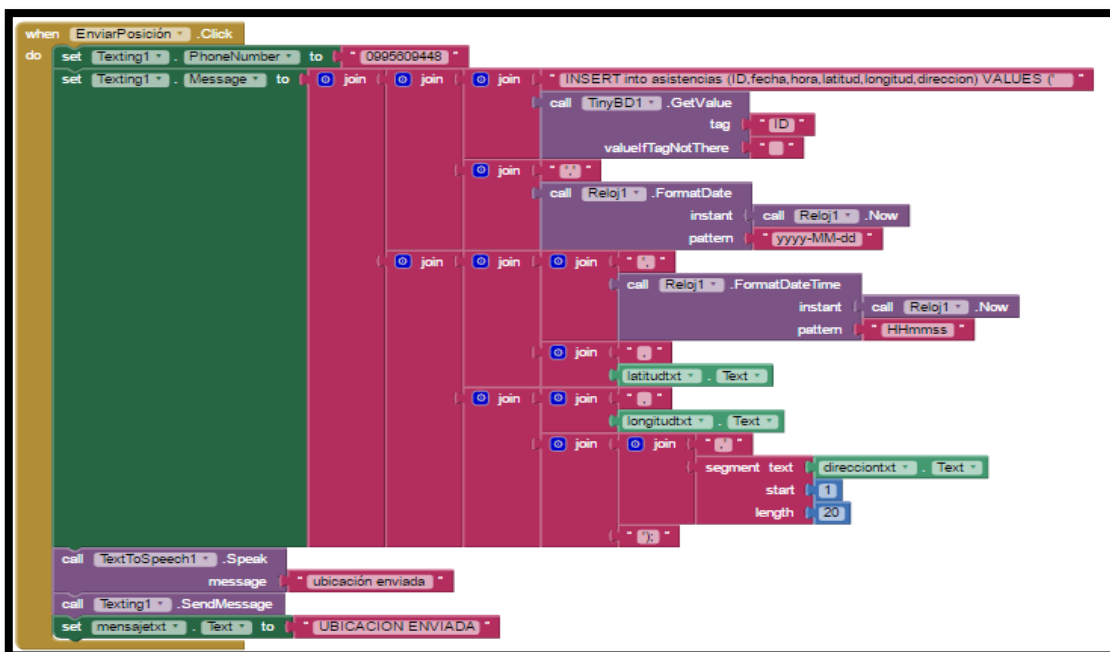 when EnviarPosición .Click
do set Texting1 . PhoneNumber to " 0995609448 "
set Texting1 . Message to join join join " INSERT into asistencias (ID,fecha,hora,latitud,longitud,direccion) VALUES (' "
call TinyBD1 .GetValue
tag " ID "
valueIfTagNotThere " "
join " ',' "
call Reloj1 .FormatDate
instant call Reloj1 .Now
pattern " yyyy-MM-dd "
join join join " ', "
call Reloj1 .FormatDateTime
instant call Reloj1 .Now
pattern " HHmmss "
join " , "
latitudtxt . Text
join join " , "
longitudtxt . Text
join join " ,' "
segment text direcciontxt . Text
start 1
length 20
" '); "
call TextToSpeech1 .Speak
message " ubicación enviada "
call Texting1 .SendMessage
set mensajetxt . Text to " UBICACION ENVIADA "